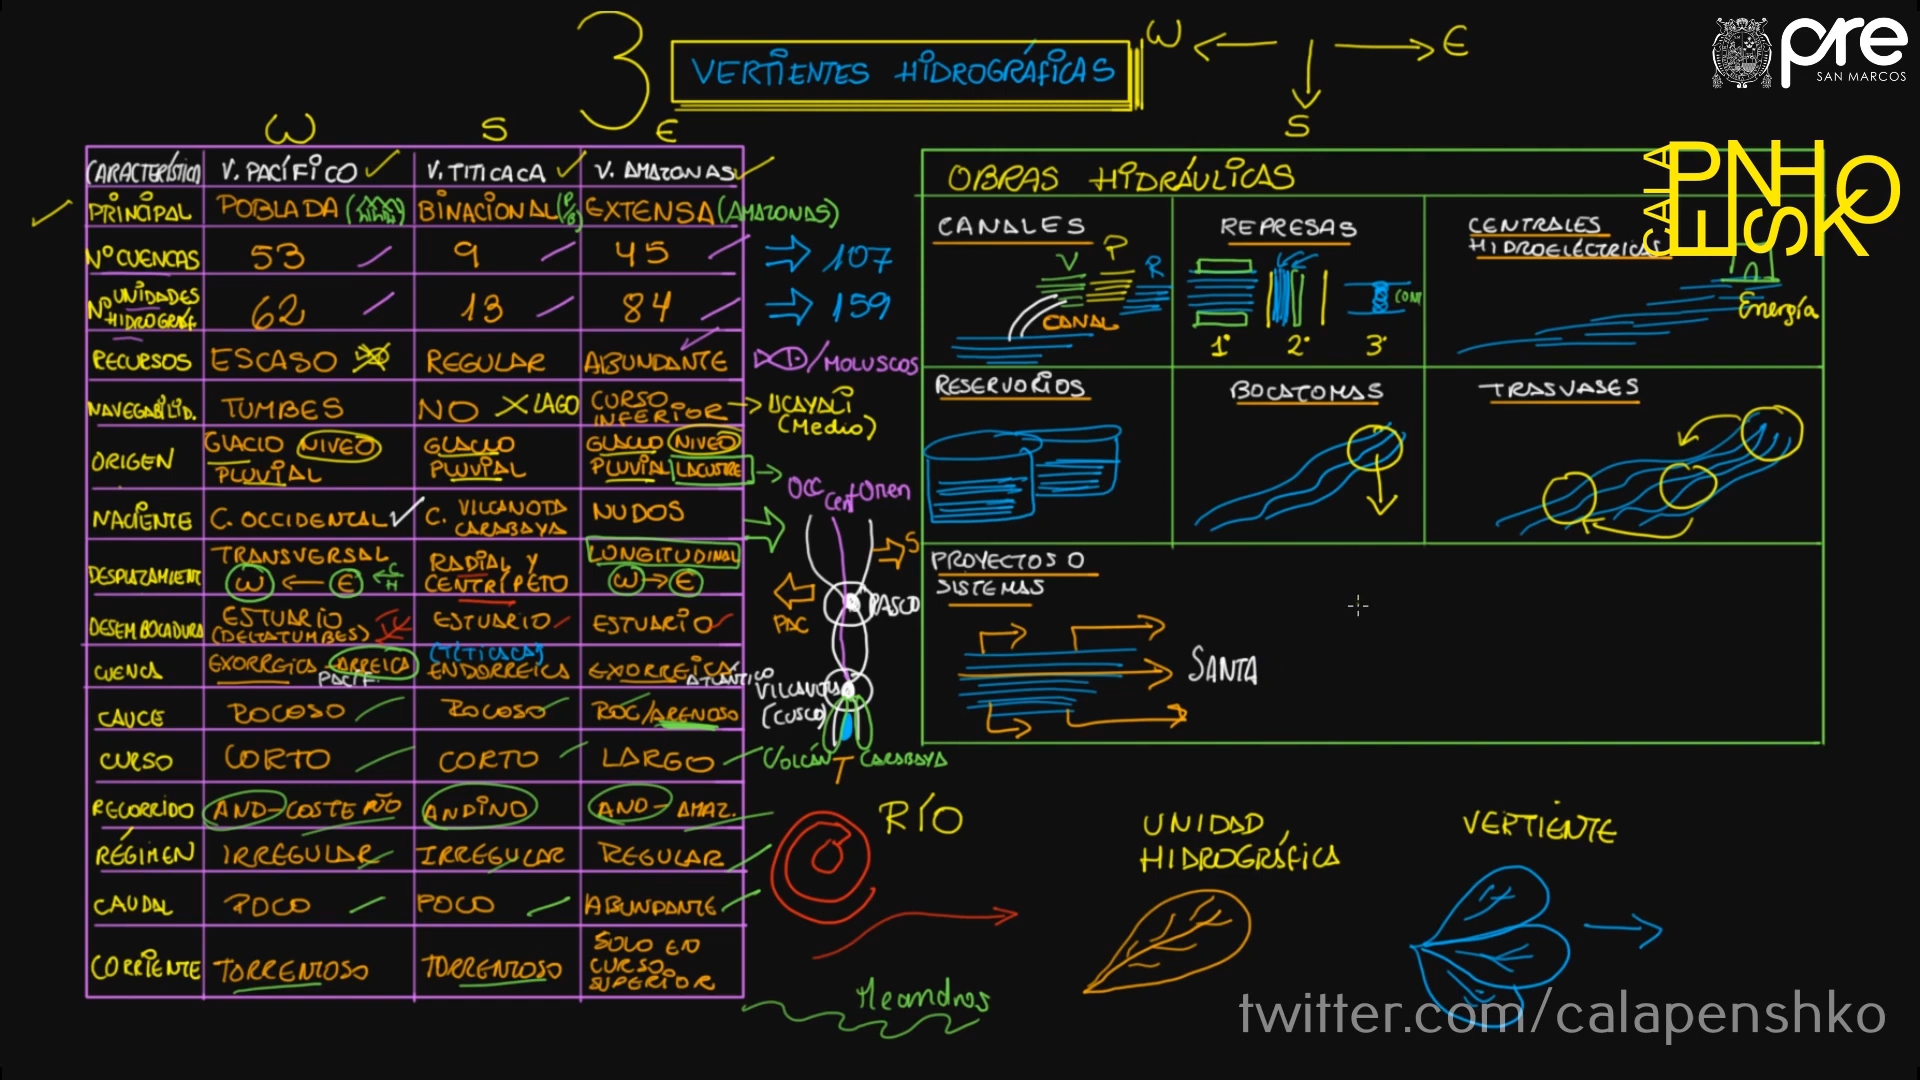 3
VERTIENTES HIDROGRÁFICAS
W
E
S
pre
SAN MARCOS
CALA
PENSHKO
W
S
E
CARACTERÍSTICA
V. PACÍFICO
V. TITICACA
V. AMAZONAS
PRINCIPAL
POBLADA
BINACIONAL (P/B)
EXTENSA (AMAZONAS)
Nº CUENCAS
53
9
45
107
Nº UNIDADES HIDROGRÁF.
62
13
84
159
RECURSOS
ESCASO
REGULAR
ABUNDANTE
/MOLUSCOS
NAVEGABILID.
TUMBES
NO
X LAGO
CURSO
INFERIOR
UCAYALI
(Medio)
ORIGEN
GLACIO NIVEO
PLUVIAL
GLACIO
PLUVIAL
GLACIO NIVEO
PLUVIAL LACUSTRE
NACIENTE
C. OCCIDENTAL
C. VILCANOTA
CARABAYA
NUDOS
DESPLAZAMIENT
TRANSVERSAL
W E
CH
RADIAL Y
CENTRÍPETO
LONGITUDINAL
W E
DESEMBOCADURA
ESTUARIO
(DELTA TUMBES)
ESTUARIO
ESTUARIO
CUENCA
EXORREICA - ARREICA
PACÍF.
(TITICACA)
ENDORREICA
EXORREICA
ATLÁNTICO
CAUCE
ROCOSO
ROCOSO
ROC/ARENOSO
CURSO
CORTO
CORTO
LARGO
RECORRIDO
AND-COSTEÑO
ANDINO
AND-AMAZ.
RÉGIMEN
IRREGULAR
IRREGULAR
REGULAR
CAUDAL
POCO
POCO
ABUNDANTE
CORRIENTE
TORRENTOSO
TORRENTOSO
SOLO EN
CURSO
SUPERIOR
Occ
Cent
Orien
S
PAC
PASCO
VILCANOTA
(CUSCO)
VOLCÁN
T
CARABAYA
OBRAS HIDRÁULICAS
CANALES
V
P
R
CANAL
REPRESAS
1º
2º
3º
CENTRALES
HIDROELÉCTRICAS
Energía
RESERVORIOS
BOCATOMAS
TRASVASES
PROYECTOS O
SISTEMAS
SANTA
RÍO
UNIDAD
HIDROGRÁFICA
VERTIENTE
Meandros
twitter.com/calapenshko